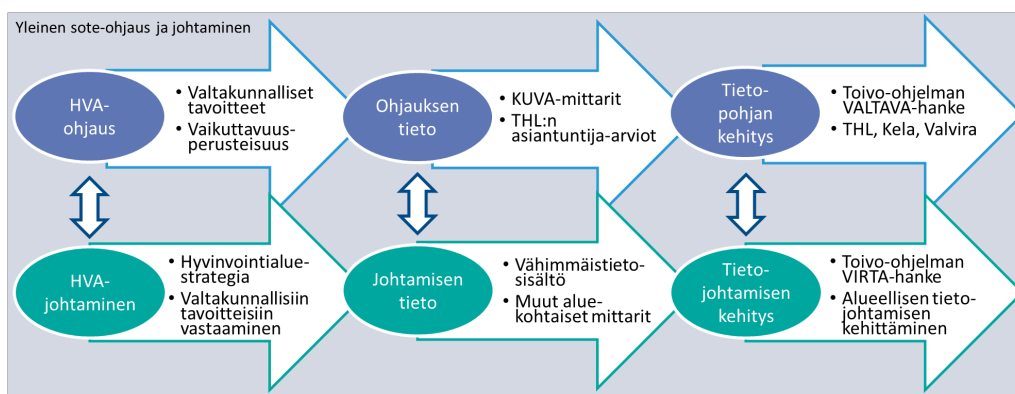 Yleinen sote-ohjaus ja johtaminen
HVA-
ohjaus
• Valtakunnalliset
tavoitteet
• Vaikuttavuus-
perusteisuus
Ohjauksen
tieto
• KUVA-mittarit
• THL:n
asiantuntija-arviot
Tieto-
pohjan
kehitys
• Toivo-ohjelman
VALTAVA-hanke
• THL, Kela, Valvira
HVA-
johtaminen
• Hyvinvointialue-
strategia
• Valtakunnallisiin
tavoitteisiin
vastaaminen
Johtamisen
tieto
• Vähimmäistieto-
sisältö
• Muut alue-
kohtaiset mittarit
Tieto-
johtamisen
kehitys
• Toivo-ohjelman
VIRTA-hanke
• Alueellisen tieto-
johtamisen
kehittäminen